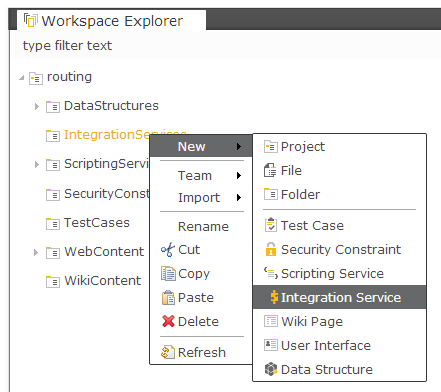 Workspace Explorer
type filter text
routing
DataStructures
IntegrationServices
ScriptingServi
SecurityConst
TestCases
WebContent
WikiContent
New
Team
Import
Rename
Cut
Copy
Paste
Delete
Refresh
Project
File
Folder
Test Case
Security Constraint
Scripting Service
Integration Service
Wiki Page
User Interface
Data Structure